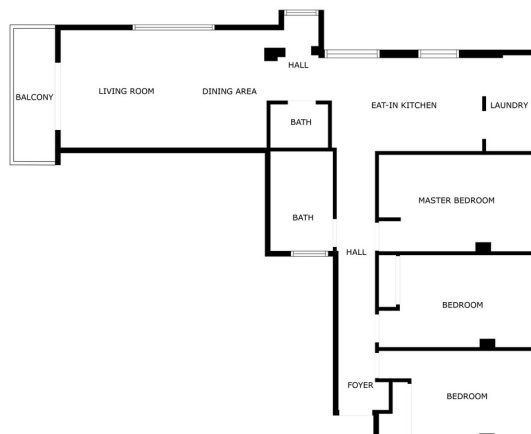 HALL
BALCONY
LIVING ROOM
DINING AREA
EAT-IN KITCHEN
LAUNDRY
BATH
MASTER BEDROOM
BATH
HALL
BEDROOM
FOYER
BEDROOM